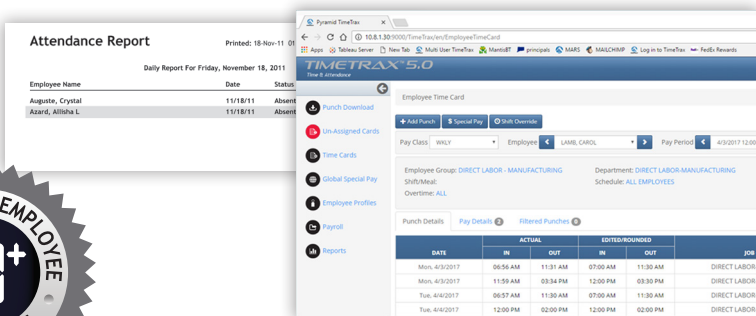 Attendance Report
Printed: 18-Nov-11 01
Daily Report For Friday, November 18, 2011
Employee Name Date Status
Auguste, Crystal 11/18/11 Absent
Azard, Allisha L 11/18/11 Absent
EMPLOYEE
+
Pyramid TimeTrax ×
10.8.1.30:9000/TimeTrax/en/EmployeeTimeCard
Apps Tableau Server New Tab Multi User TimeTrax MantisBT principals MARS MAILCHIMP Log in to TimeTrax FedEx Rewards
TIMETRAX 5.0
Time & Attendance
Punch Download
Un-Assigned Cards
Time Cards
Global Special Pay
Employee Profiles
Payroll
Reports
Employee Time Card
+ Add Punch $ Special Pay Shift Override
Pay Class WKLY Employee LAMB, CAROL Pay Period 4/3/2017 12:00
Employee Group: DIRECT LABOR - MANUFACTURING Department: DIRECT LABOR-MANUFACTURING
Shift/Meal: Schedule: ALL EMPLOYEES
Overtime: ALL
Punch Details Pay Details 2 Filtered Punches 0
ACTUAL EDITED/ROUNDED
DATE IN OUT IN OUT JOB
Mon, 4/3/2017 06:56 AM 11:31 AM 07:00 AM 11:30 AM DIRECT LABOR
Mon, 4/3/2017 11:59 AM 03:34 PM 12:00 PM 03:30 PM DIRECT LABOR
Tue, 4/4/2017 06:57 AM 11:30 AM 07:00 AM 11:30 AM DIRECT LABOR
Tue, 4/4/2017 12:00 PM 02:00 PM 12:00 PM 02:00 PM DIRECT LABOR